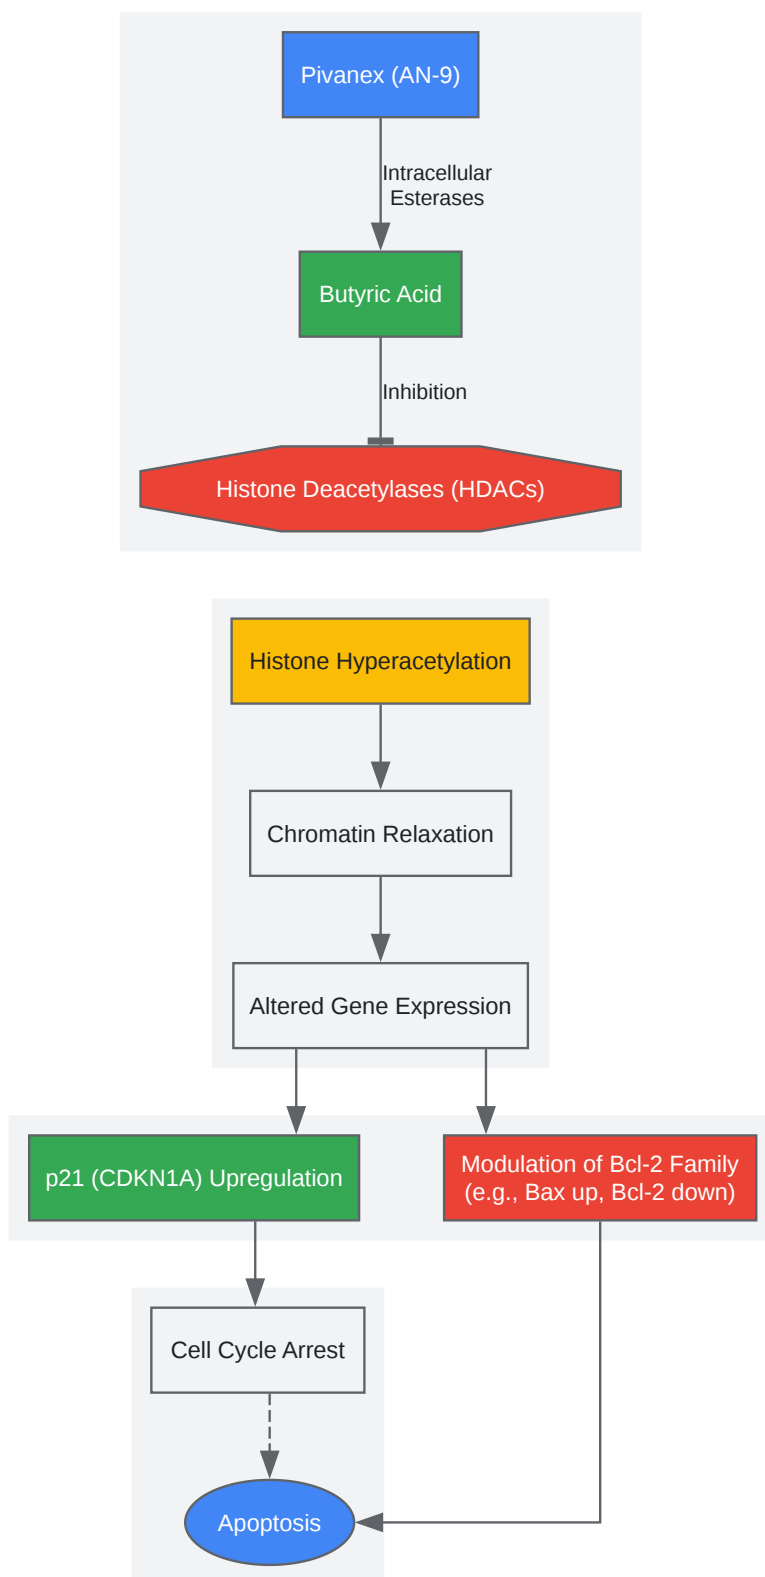 Pivanex (AN-9)
Intracellular
Esterases
Butyric Acid
Inhibition
Histone Deacetylases (HDACs)
Histone Hyperacetylation
Chromatin Relaxation
Altered Gene Expression
p21 (CDKN1A) Upregulation
Modulation of Bcl-2 Family
(e.g., Bax up, Bcl-2 down)
Cell Cycle Arrest
Apoptosis